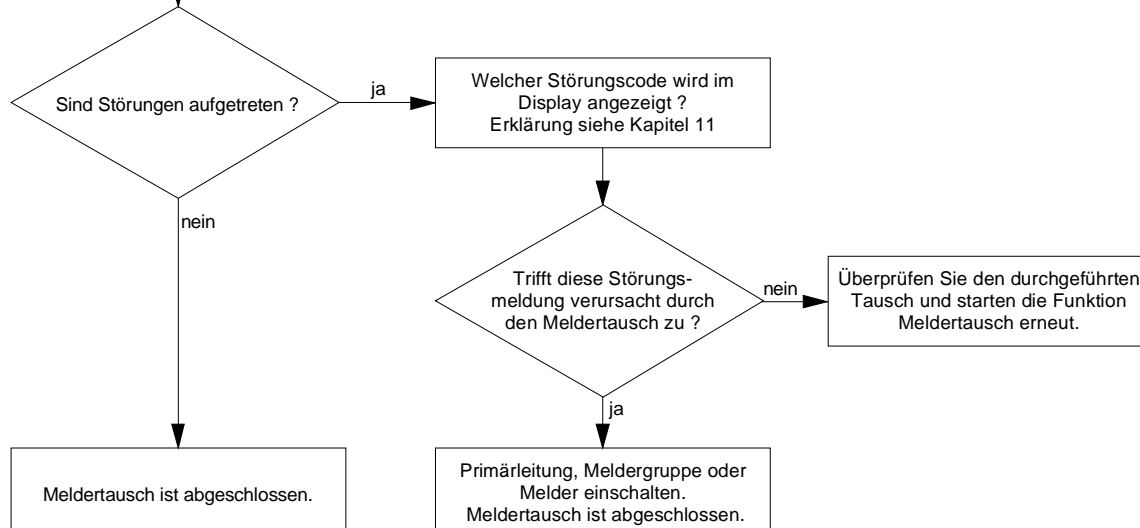 Sind Störungen aufgetreten ?
ja
Welcher Störungscode wird im
Display angezeigt ?
Erklärung siehe Kapitel 11
nein
Trifft diese Störungs-
meldung verursacht durch
den Meldertausch zu ?
nein
Überprüfen Sie den durchgeführten
Tausch und starten die Funktion
Meldertausch erneut.
ja
Meldertausch ist abgeschlossen.
Primärleitung, Meldergruppe oder
Melder einschalten.
Meldertausch ist abgeschlossen.